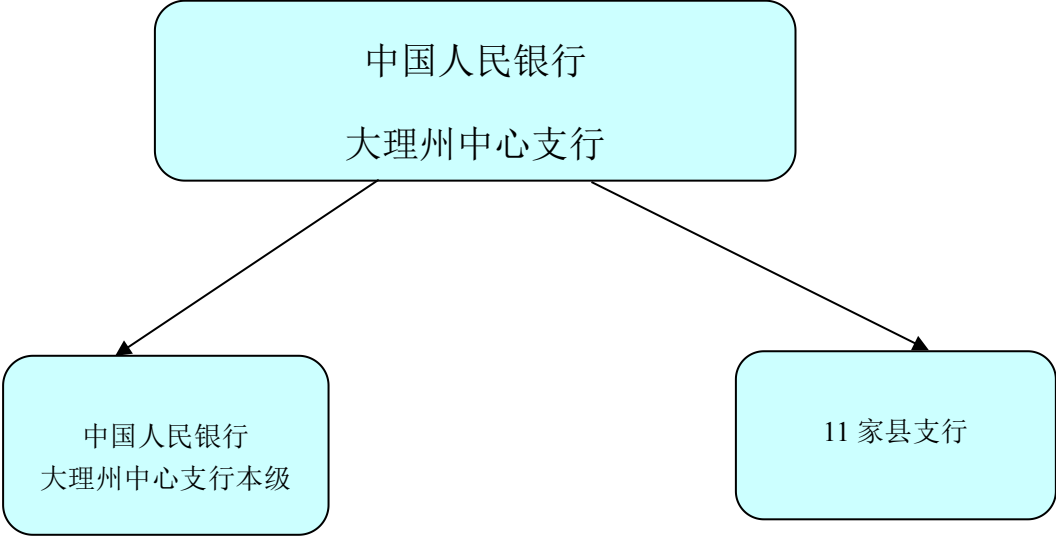 中国人民银行
大理州中心支行
中国人民银行
大理州中心支行本级
11 家县支行